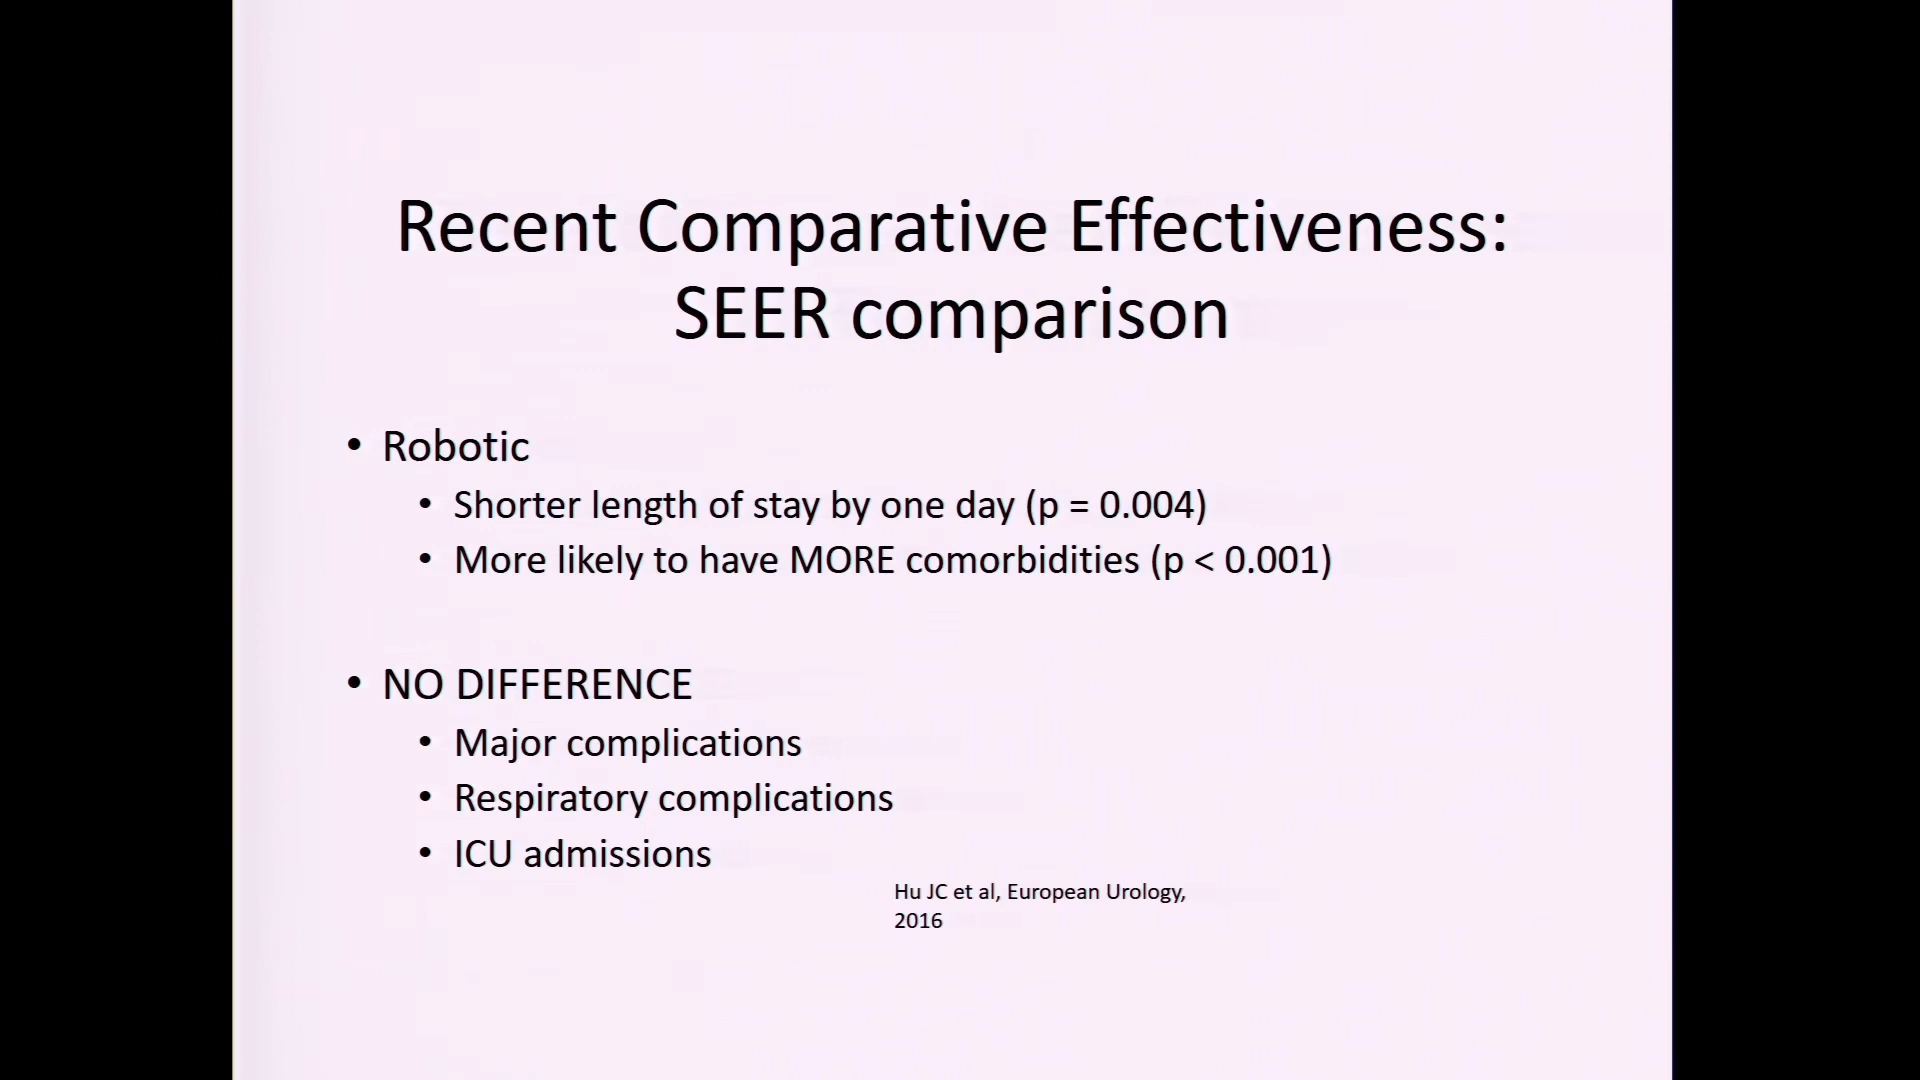 Recent Comparative Effectiveness:
SEER comparison
• Robotic
• Shorter length of stay by one day (p = 0.004)
• More likely to have MORE comorbidities (p < 0.001)
• NO DIFFERENCE
• Major complications
• Respiratory complications
• ICU admissions
Hu JC et al, European Urology,
2016